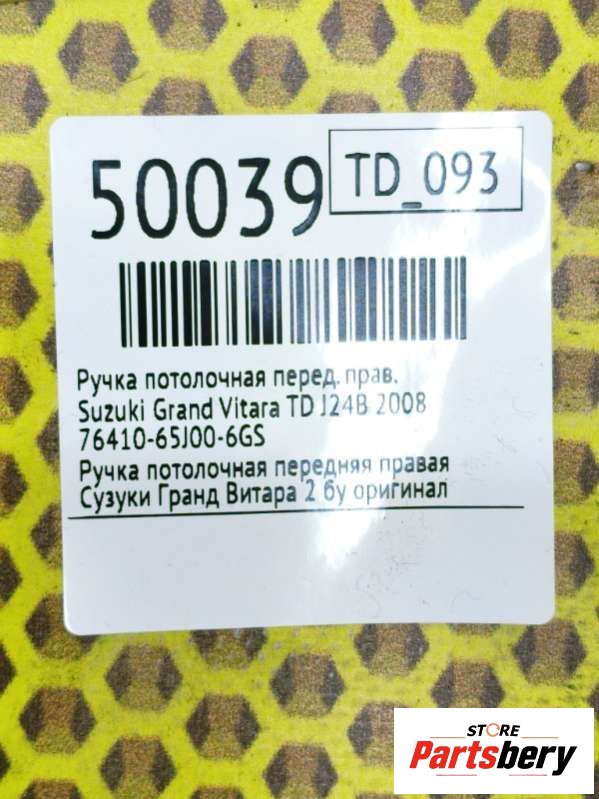 50039
TD_093
Ручка потолочная перед. прав.
Suzuki Grand Vitara TD J24B 2008
76410-65J00-6GS
Ручка потолочная передняя правая
Сузуки Гранд Витара 2 бу оригинал
STORE
Partsbery